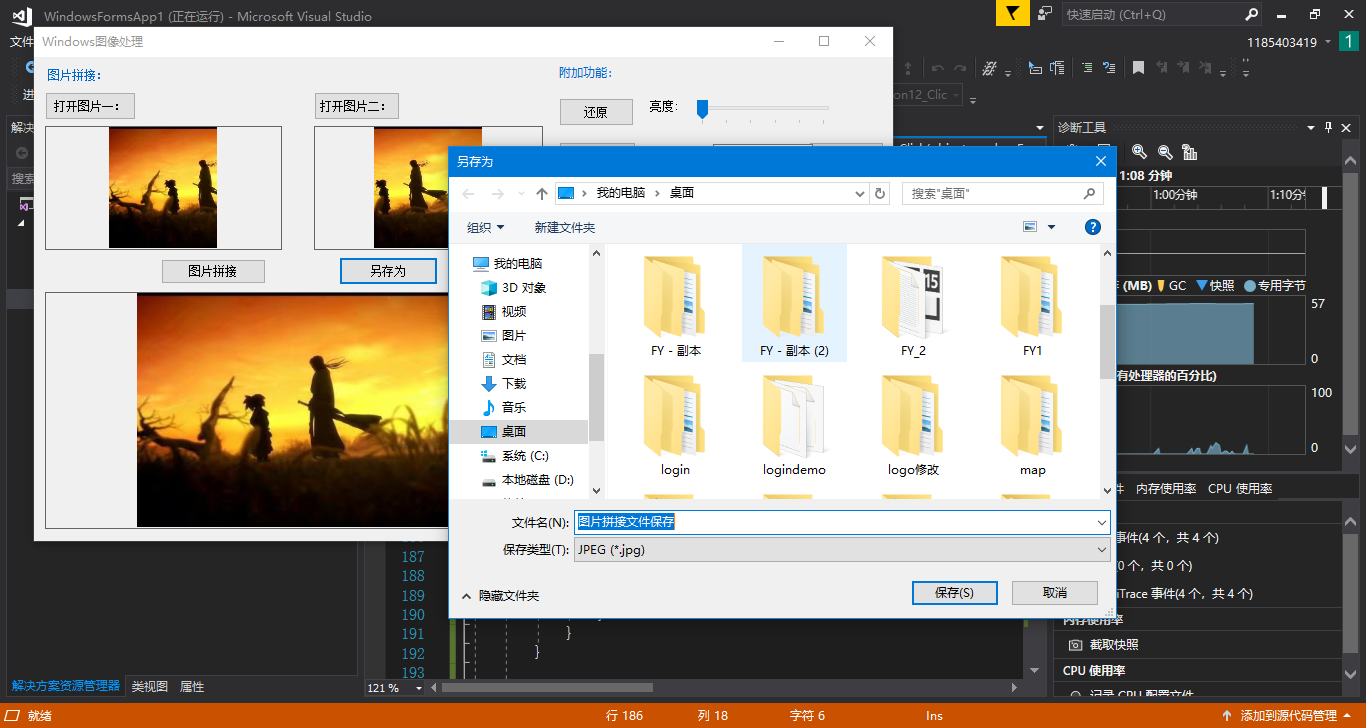 WindowsFormsApp1 (正在运行) - Microsoft Visual Studio
快速启动 (Ctrl+Q)
文件
1185403419
1
Windows图像处理
图片拼接:
附加功能:
打开图片一:
打开图片二:
还原
亮度:
on12_Clic
图片拼接
另存为
解决
搜索
诊断工具
1:08 分钟
1:00分钟
1:10分
(MB)
GC
快照
专用字节
57
0
有处理器的百分比)
100
0
内存使用率
CPU 使用率
事件(4 个，共 4 个)
0 个，共 0 个)
iTrace 事件(4 个，共 4 个)
内存使用率
截取快照
CPU 使用率
记录 CPU 配置文件
另存为
我的电脑
桌面
搜索"桌面"
组织
新建文件夹
我的电脑
3D 对象
视频
图片
文档
下载
音乐
桌面
系统 (C:)
本地磁盘 (D:)
FY - 副本
FY - 副本 (2)
FY_2
FY1
login
logindemo
logo修改
map
文件名(N):
图片拼接文件保存
保存类型(T):
JPEG (*.jpg)
隐藏文件夹
保存(S)
取消
187
188
189
190
191
}
192
}
193
121 %
解决方案资源管理器
类视图
属性
就绪
行 186
列 18
字符 6
Ins
添加到源代码管理